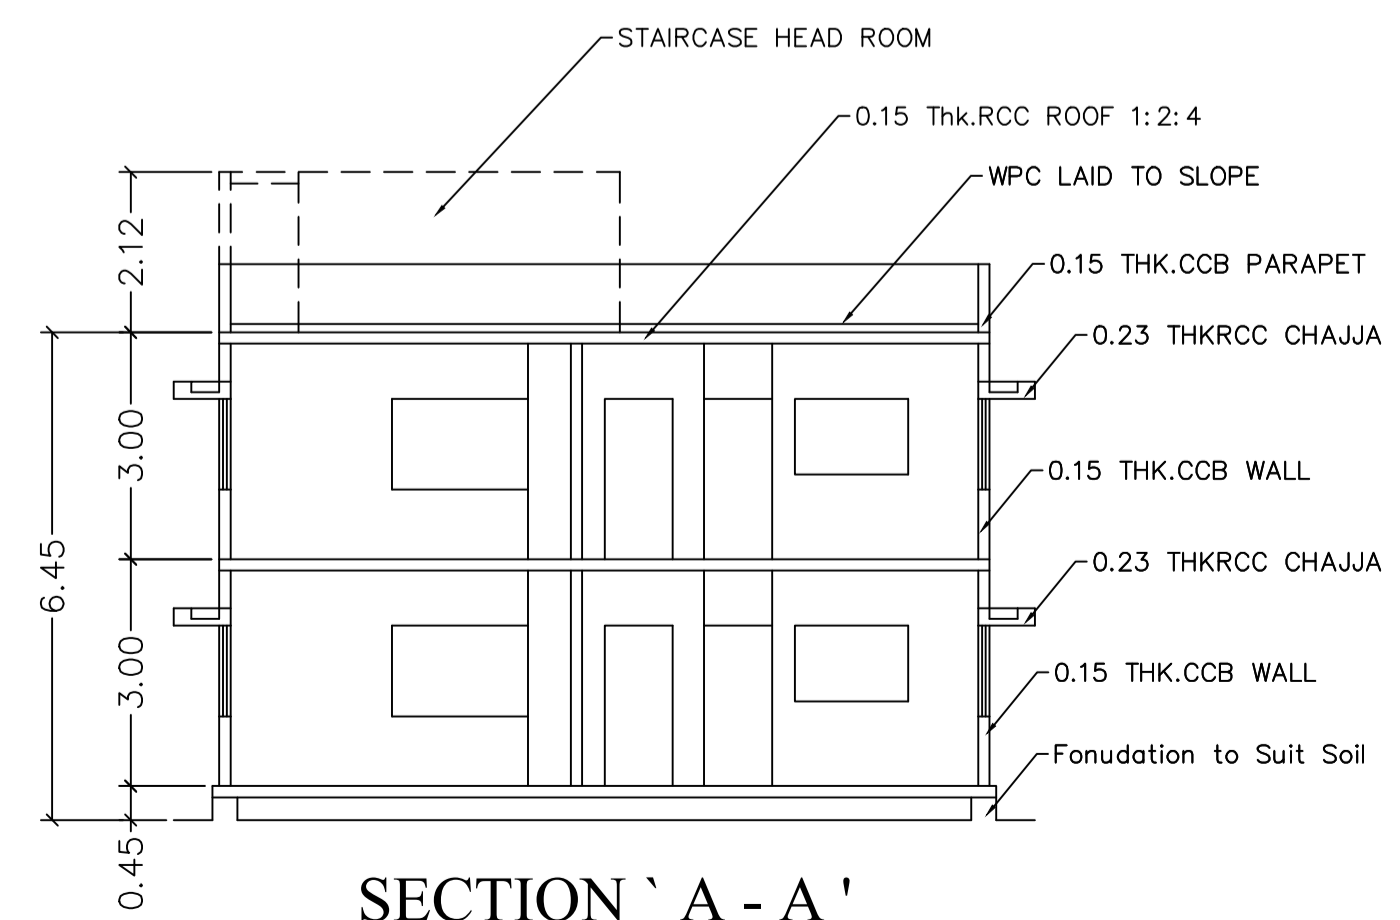 STAIRCASE HEAD ROOM
0.15 Thk.RCC ROOF 1:2:4
WPC LAID TO SLOPE
2.12
0.15 THK.CCB PARAPET
0.23 THKRCC CHAJJA
3.00
0.15 THK.CCB WALL
6.45
0.23 THKRCC CHAJJA
3.00
0.15 THK.CCB WALL
Fonudation to Suit Soil
0.45
SECTION ` A - A '